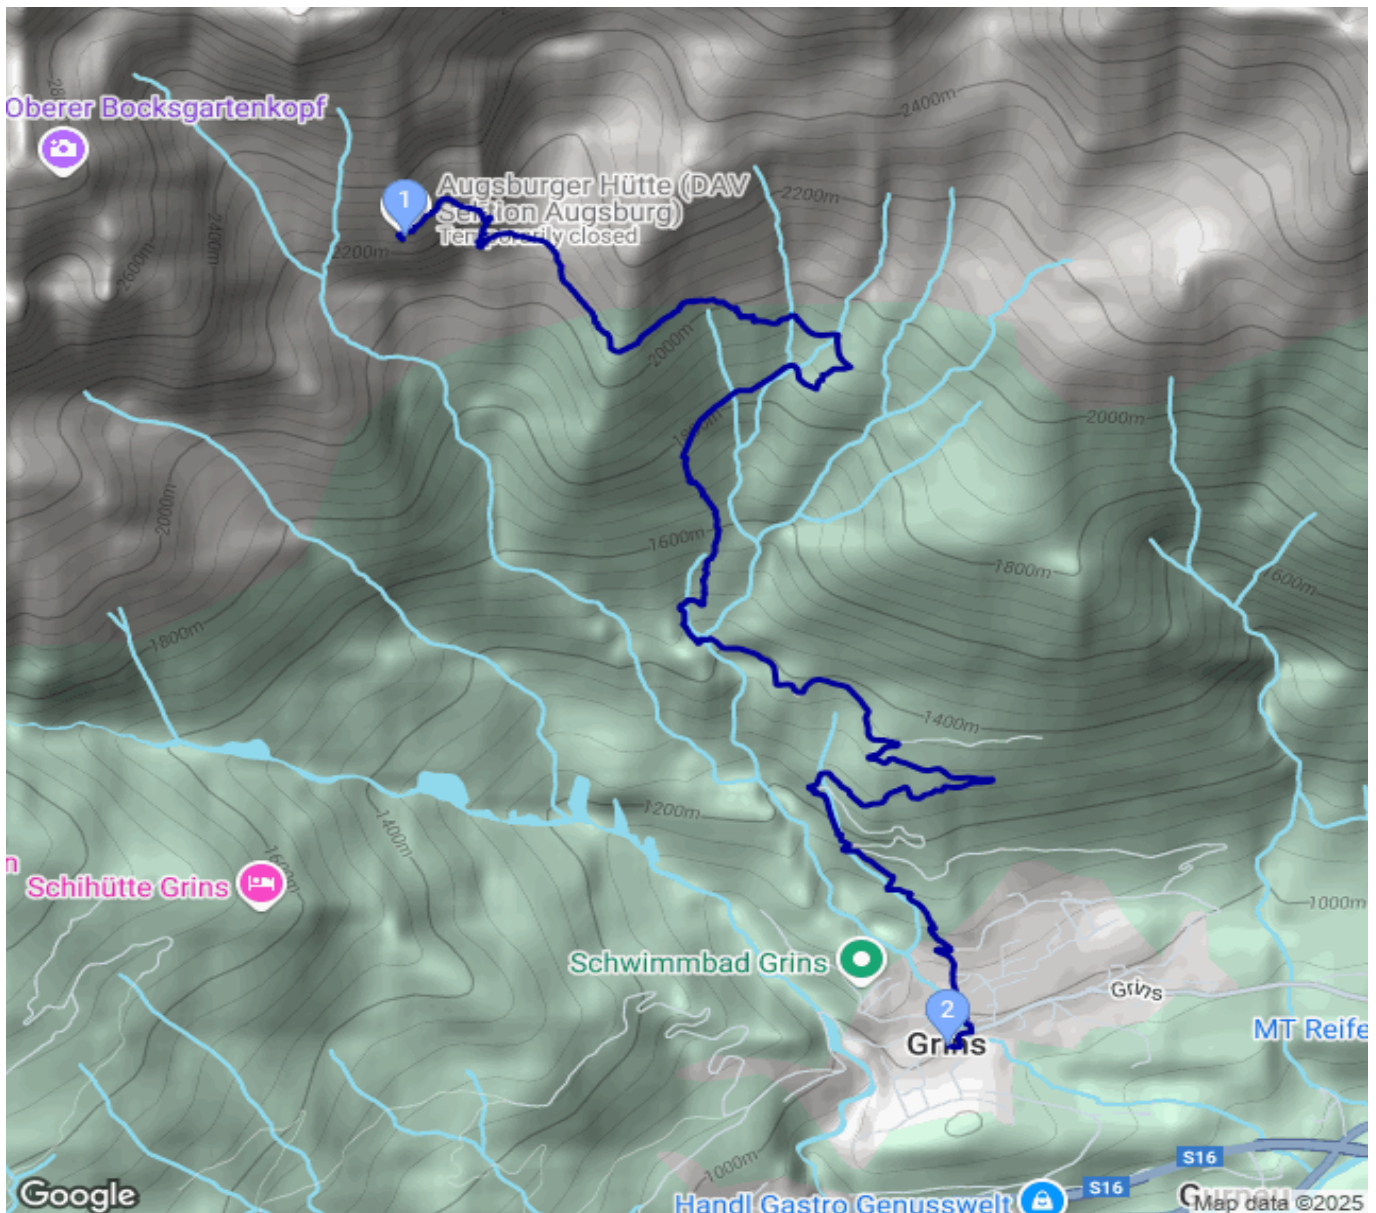 2400m
Oberer Bocksgartenkopf
1
Augsburger Hütte (DAV
Sektion Augsburg)
Temporarily closed
2200m
2400m
2600m
2200m
2000m
2000m
2000m
1600m
1800m
1600m
1800m
1400m
1200m
1400m
Schihütte Grins
1000m
Schwimmbad Grins
Grins
2
Grins
MT Reife
1000m
S16
S16
Handl Gastro Genusswelt
Google
Map data ©2025